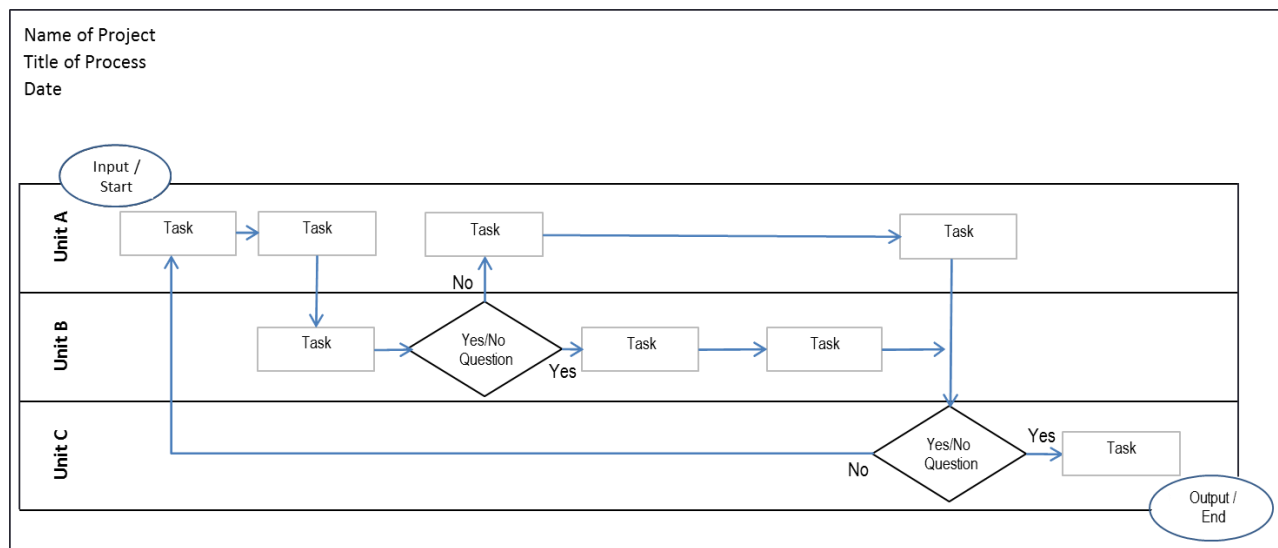 Name of Project
Title of Process
Date
Input /
Start
Unit A
Task
Task
Task
Task
No
Unit B
Task
Yes/No
Question
Yes
Task
Task
Unit C
No
Yes/No
Question
Yes
Task
Output /
End